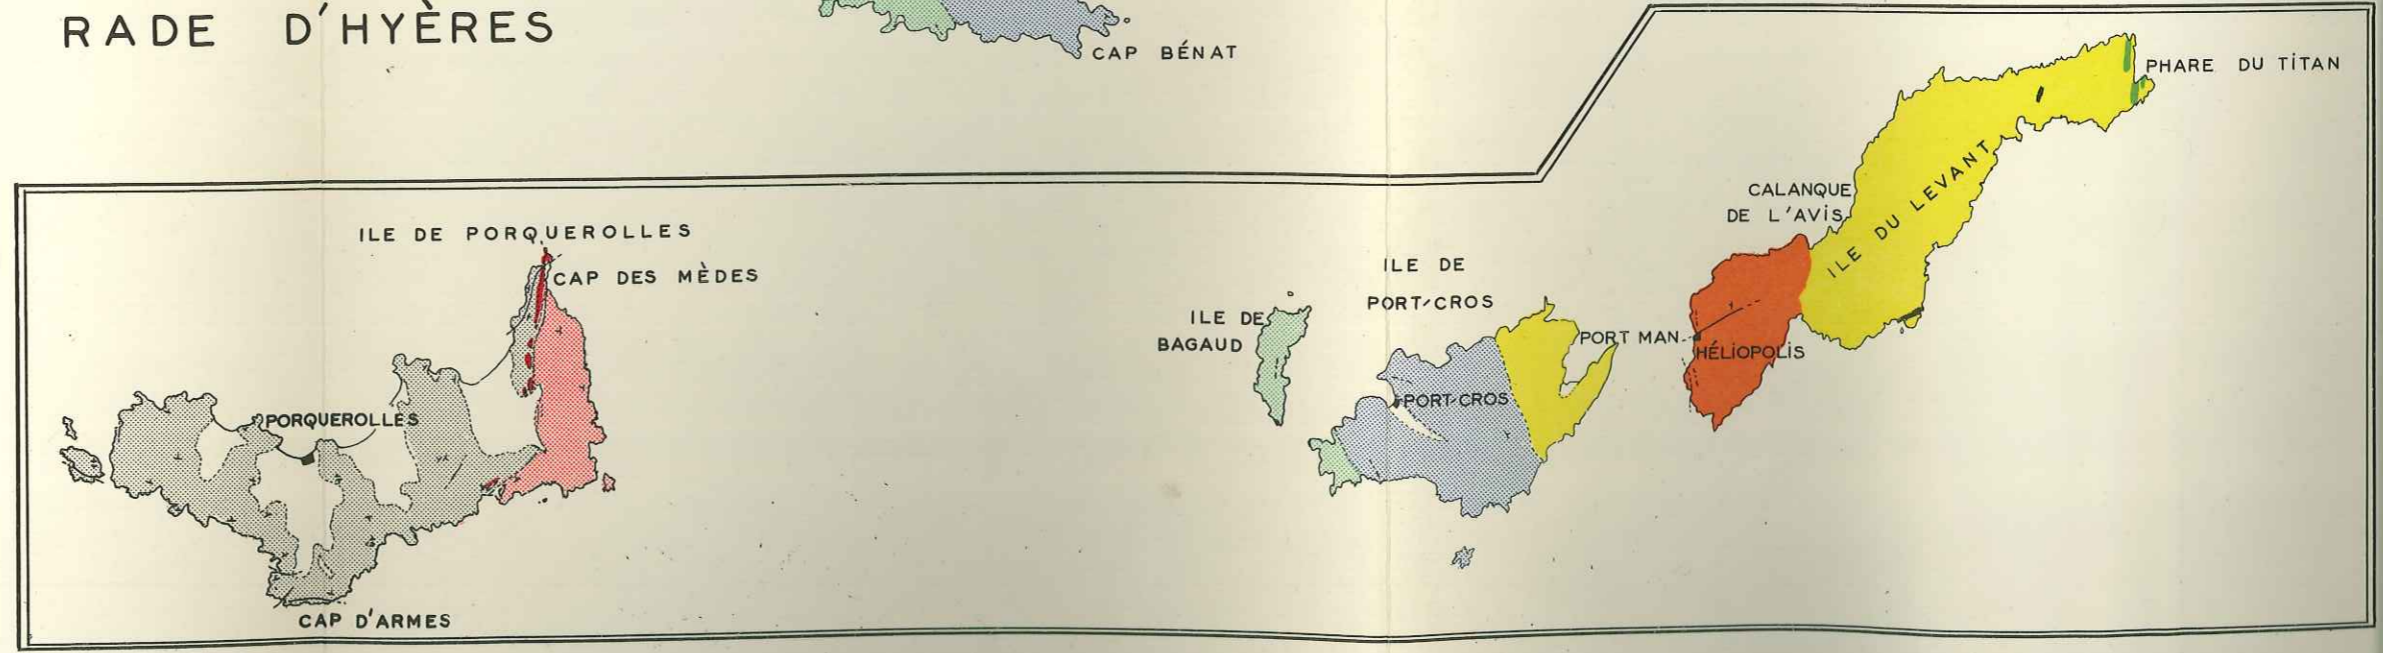 RADE D'HYÈRES
CAP BÉNAT
PHARE DU TITAN
CALANQUE
DE L'AVIS
ILE DU LEVANT
ILE DE PORQUEROLLES
CAP DES MÈDES
ILE DE
PORT-CROS
ILE DE
BAGAUD
PORT MAN
HÉLIOPOLIS
PORT-CROS
PORQUEROLLES
CAP D'ARMES